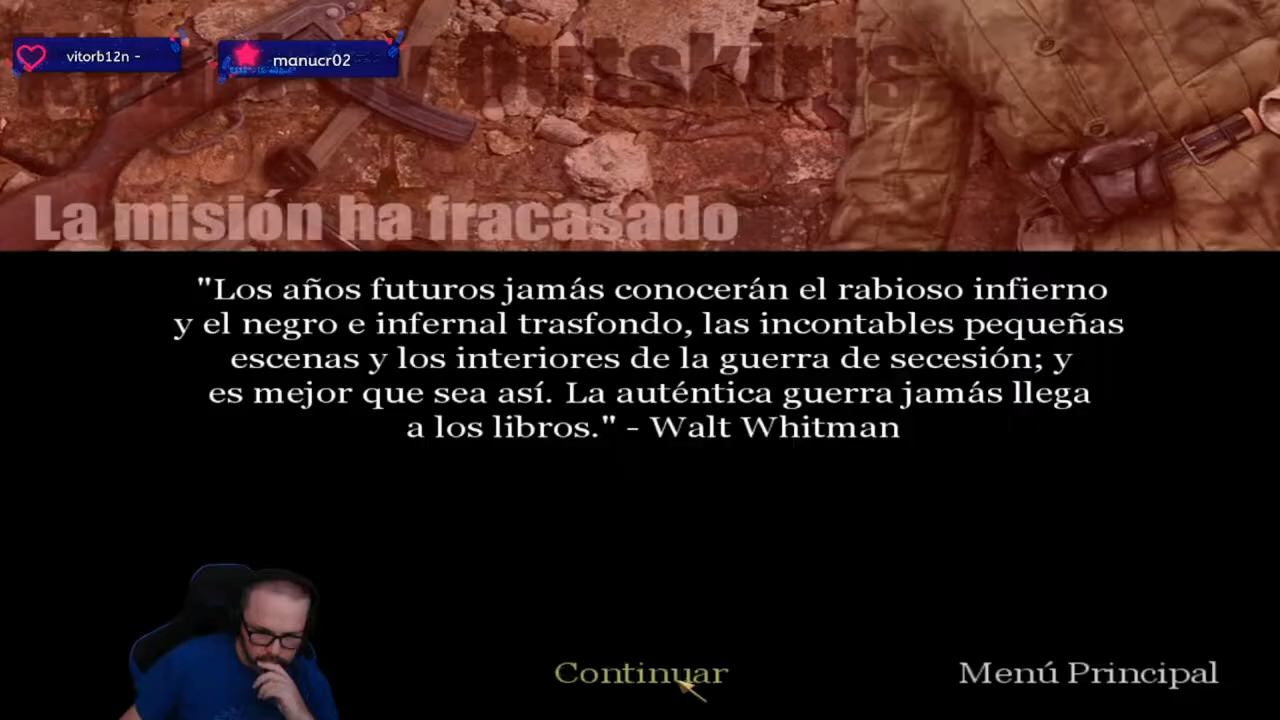 vitorb12n -
manucr02
Outskirts
La misión ha fracasado
"Los años futuros jamás conocerán el rabioso infierno
y el negro e infernal trasfondo, las incontables pequeñas
escenas y los interiores de la guerra de secesión; y
es mejor que sea así. La auténtica guerra jamás llega
a los libros." - Walt Whitman
Continuar
Menú Principal